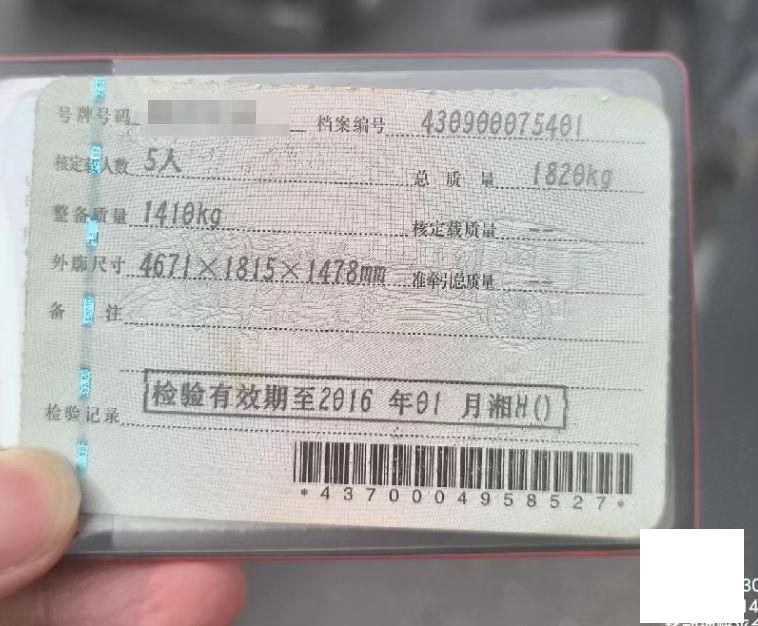 号牌号码 档案编号 430900075401
核定载人数 5人 总质量 1820kg
整备质量 1410kg 核定载质量 --
外廓尺寸 4671×1815×1478mm 准牵引总质量 --
备注
检验记录 检验有效期至2016年01月湘H()
*4370004958527*